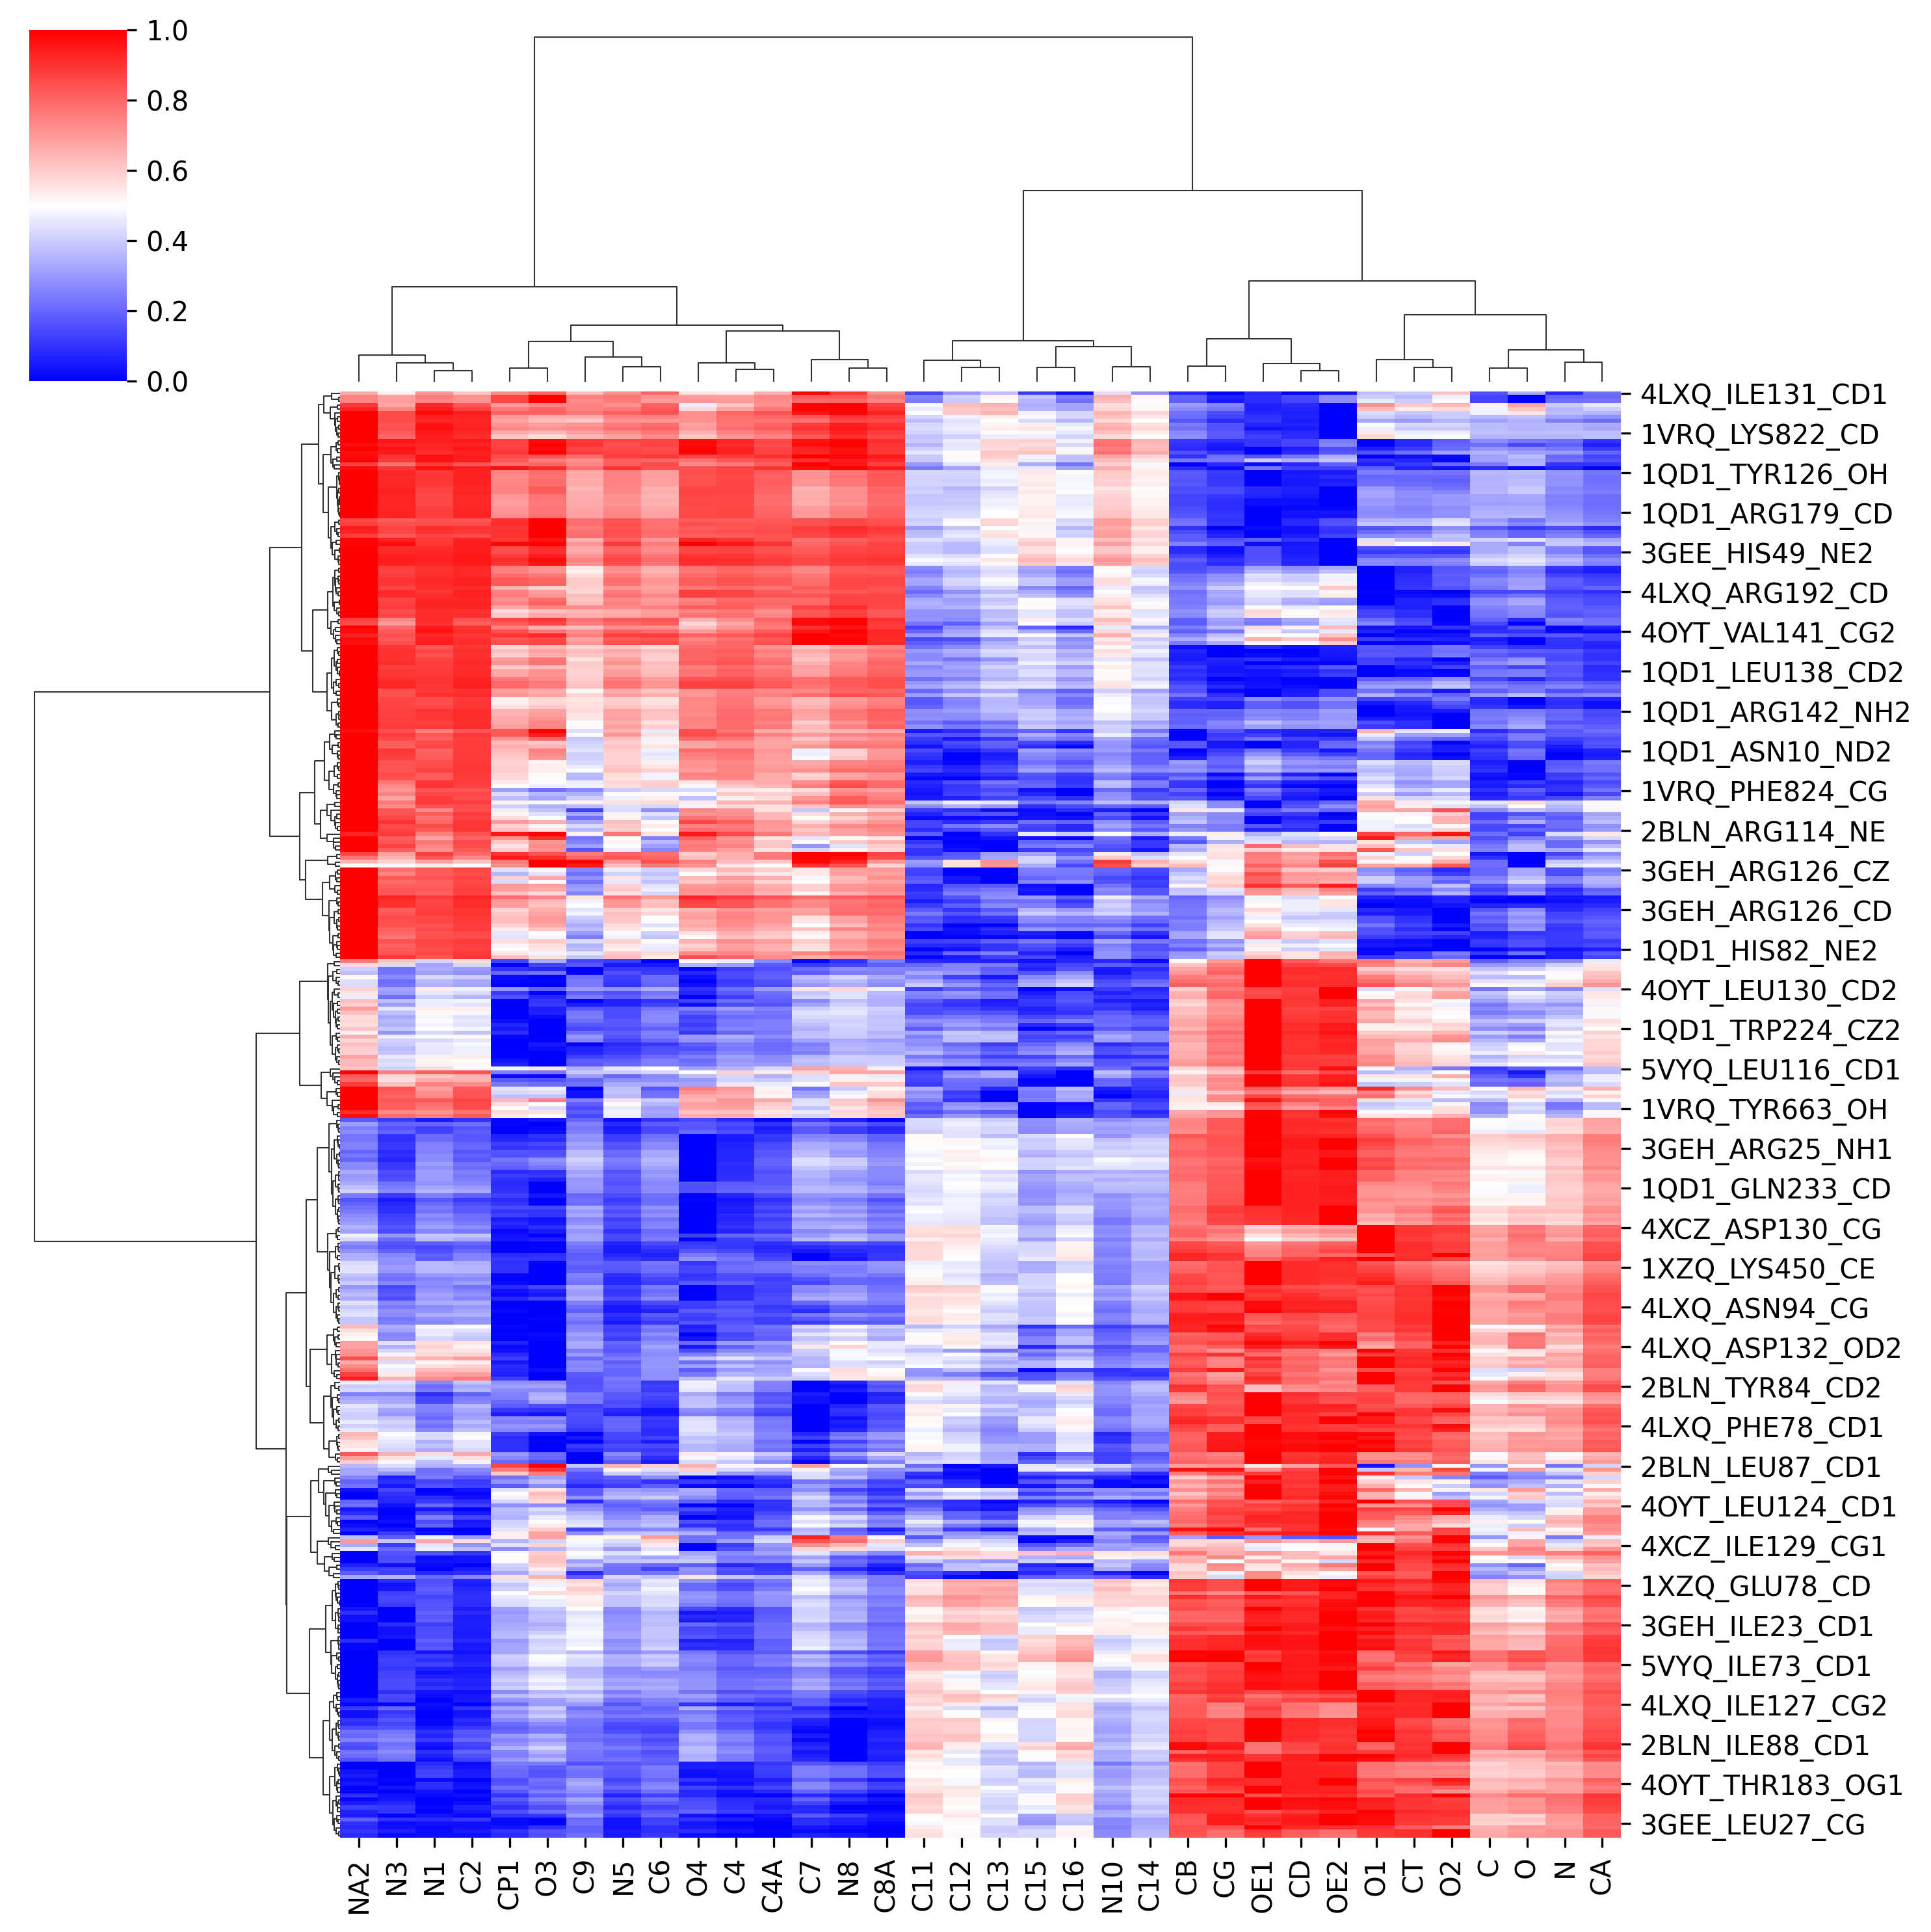 1.0
0.8
0.6
0.4
0.2
0.0
4LXQ_ILE131_CD1
1VRQ_LYS822_CD
1QD1_TYR126_OH
1QD1_ARG179_CD
3GEE_HIS49_NE2
4LXQ_ARG192_CD
4OYT_VAL141_CG2
1QD1_LEU138_CD2
1QD1_ARG142_NH2
1QD1_ASN10_ND2
1VRQ_PHE824_CG
2BLN_ARG114_NE
3GEH_ARG126_CZ
3GEH_ARG126_CD
1QD1_HIS82_NE2
4OYT_LEU130_CD2
1QD1_TRP224_CZ2
5VYQ_LEU116_CD1
1VRQ_TYR663_OH
3GEH_ARG25_NH1
1QD1_GLN233_CD
4XCZ_ASP130_CG
1XZQ_LYS450_CE
4LXQ_ASN94_CG
4LXQ_ASP132_OD2
2BLN_TYR84_CD2
4LXQ_PHE78_CD1
2BLN_LEU87_CD1
4OYT_LEU124_CD1
4XCZ_ILE129_CG1
1XZQ_GLU78_CD
3GEH_ILE23_CD1
5VYQ_ILE73_CD1
4LXQ_ILE127_CG2
2BLN_ILE88_CD1
4OYT_THR183_OG1
3GEE_LEU27_CG
NA2
N3
N1
C2
CP1
O3
C9
N5
C6
O4
C4
C4A
C7
N8
C8A
C11
C12
C13
C15
C16
N10
C14
CB
CG
OE1
CD
OE2
O1
CT
O2
C
O
N
CA